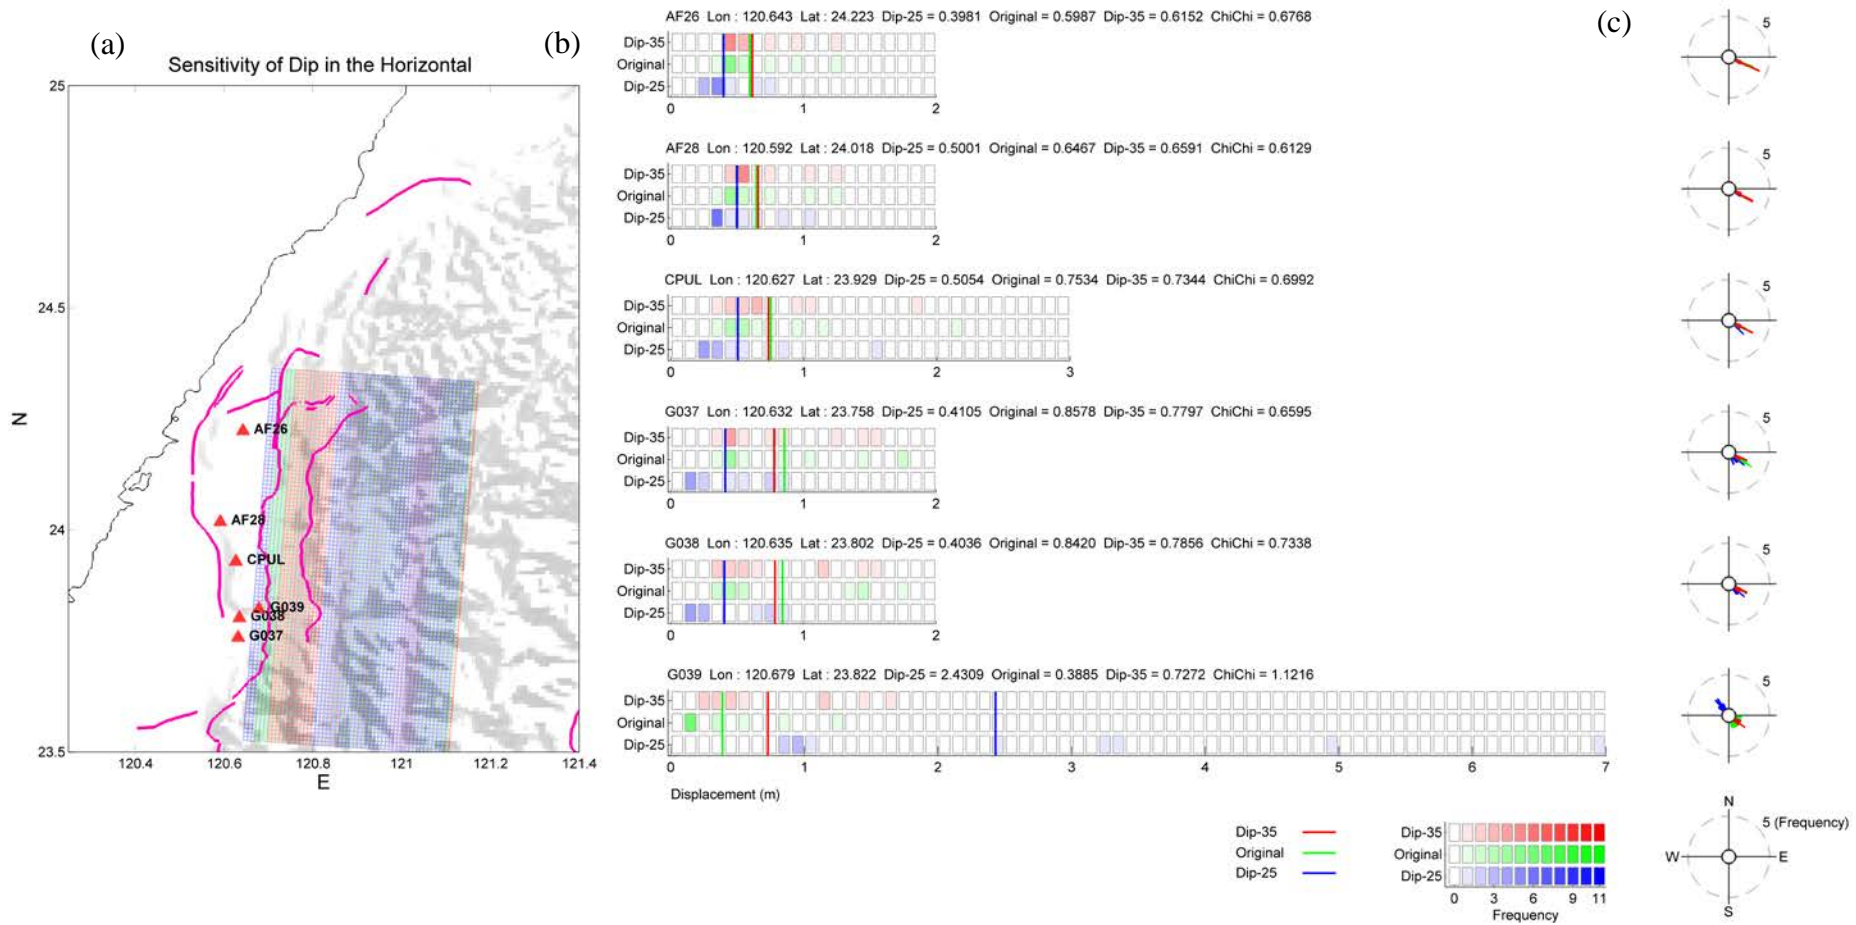 (a)
Sensitivity of Dip in the Horizontal
25
24.5
24
23.5
N
120.4 120.6 120.8 121 121.2 121.4
E
AF26
AF28
CPUL
G039
G038
G037
(b)
AF26 Lon : 120.643 Lat : 24.223 Dip-25 = 0.3981 Original = 0.5987 Dip-35 = 0.6152 ChiChi = 0.6768
Dip-35
Original
Dip-25
0 1 2
AF28 Lon : 120.592 Lat : 24.018 Dip-25 = 0.5001 Original = 0.6467 Dip-35 = 0.6591 ChiChi = 0.6129
Dip-35
Original
Dip-25
0 1 2
CPUL Lon : 120.627 Lat : 23.929 Dip-25 = 0.5054 Original = 0.7534 Dip-35 = 0.7344 ChiChi = 0.6992
Dip-35
Original
Dip-25
0 1 2 3
G037 Lon : 120.632 Lat : 23.758 Dip-25 = 0.4105 Original = 0.8578 Dip-35 = 0.7797 ChiChi = 0.6595
Dip-35
Original
Dip-25
0 1 2
G038 Lon : 120.635 Lat : 23.802 Dip-25 = 0.4036 Original = 0.8420 Dip-35 = 0.7856 ChiChi = 0.7338
Dip-35
Original
Dip-25
0 1 2
G039 Lon : 120.679 Lat : 23.822 Dip-25 = 2.4309 Original = 0.3885 Dip-35 = 0.7272 ChiChi = 1.1216
Dip-35
Original
Dip-25
0 1 2 3 4 5 6 7
Displacement (m)
Dip-35
Original
Dip-25
Dip-35
Original
Dip-25
0 3 6 9 11
Frequency
(c)
5
5
5
5
5
5
N
5 (Frequency)
W E
S